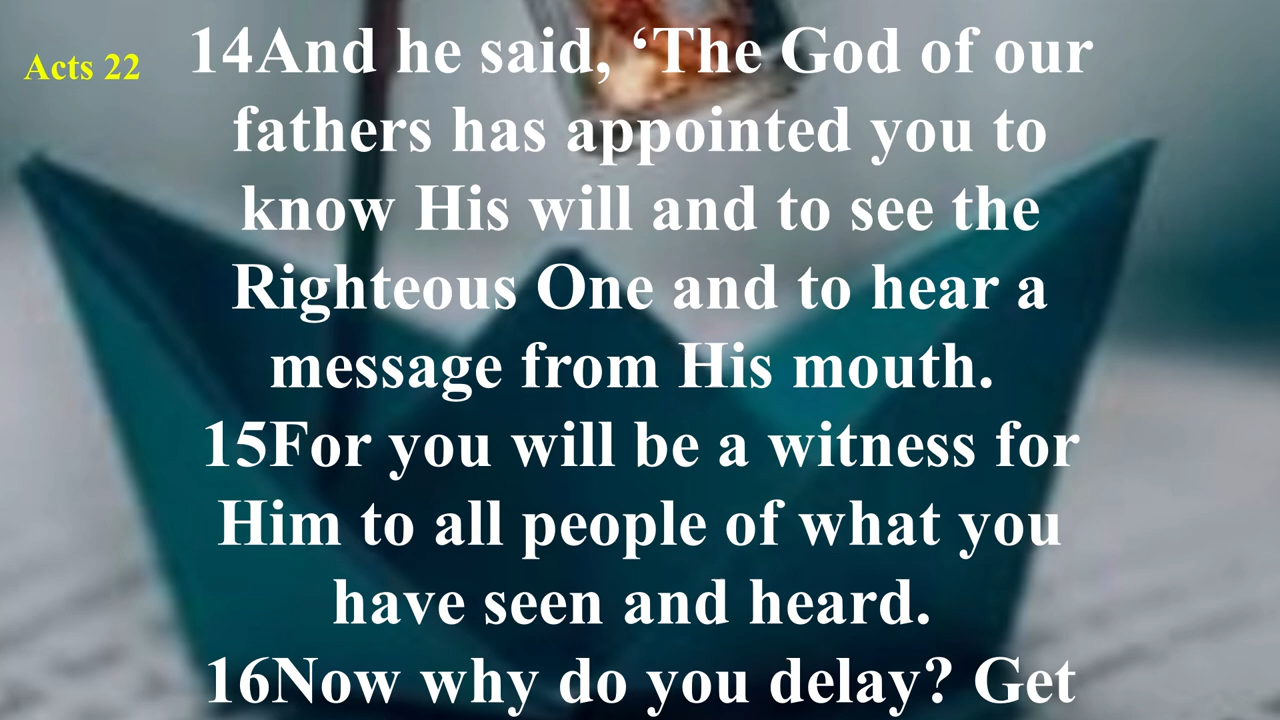 Acts 22
14And he said, ‘The God of our
fathers has appointed you to
know His will and to see the
Righteous One and to hear a
message from His mouth.
15For you will be a witness for
Him to all people of what you
have seen and heard.
16Now why do you delay? Get